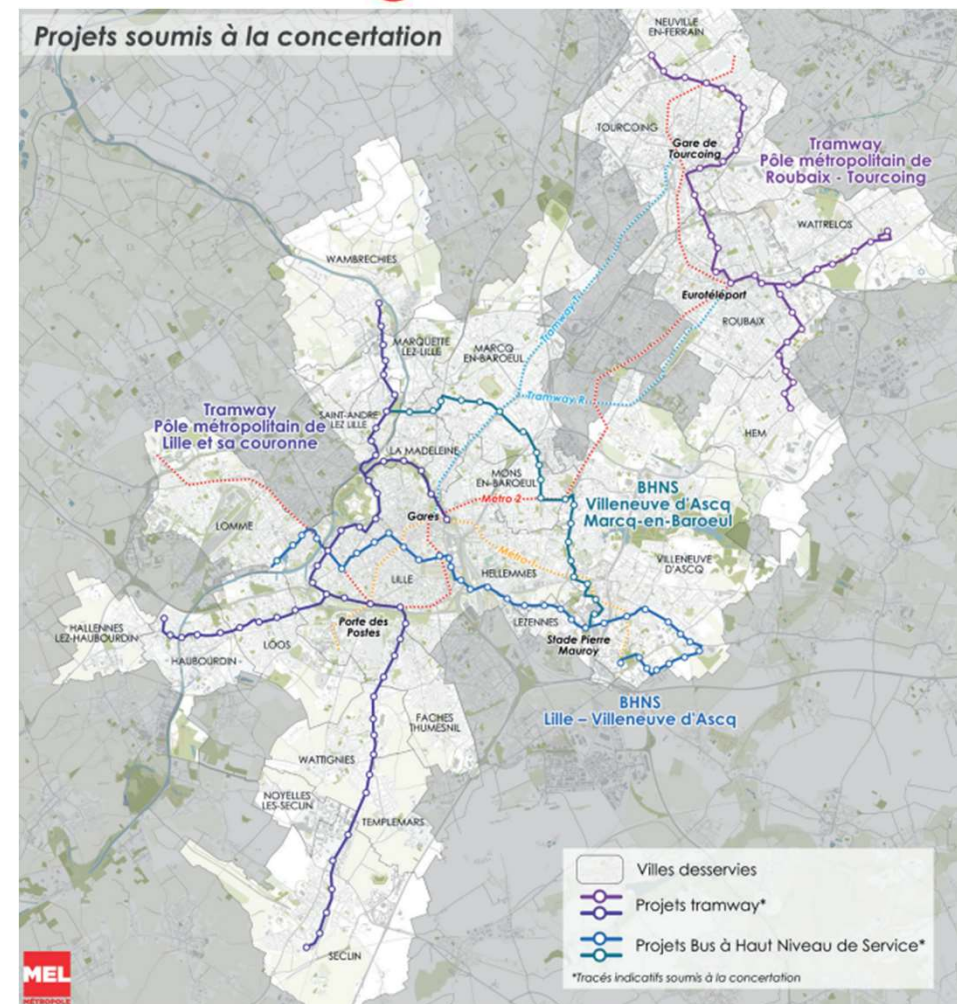 Projets soumis à la concertation
NEUVILLE
EN-FERRAIN
TOURCOING
Gare de
Tourcoing
Tramway
Pôle métropolitain de
Roubaix - Tourcoing
WATTRELOS
WAMBRECHIES
Eurotéléport
ROUBAIX
Tramway T
MARQUETTE
LEZ-LILLE
MARCQ
EN-BAROEUL
Tramway R
Tramway
Pôle métropolitain de
Lille et sa couronne
SAINT-ANDRE
LEZ LILLE
HEM
LA MADELEINE
MONS
EN-BAROEUL
BHNS
Villeneuve d'Ascq
Marcq-en-Baroeul
Métro 2
Gares
LOMME
Métro 1
VILLENEUVE
D'ASCQ
LILLE
HELLEMMES
HALLENNES
LEZ-HAUBOURDIN
Porte des
Postes
LEZENNES
Stade Pierre
Mauroy
LOOS
HAUBOURDIN
BHNS
Lille – Villeneuve d'Ascq
FACHES
THUMESNIL
WATTIGNIES
NOYELLES
LES-SECLIN
TEMPLEMARS
SECLIN
Villes desservies
Projets tramway*
Projets Bus à Haut Niveau de Service*
*Tracés indicatifs soumis à la concertation
MEL
MÉTROPOLE